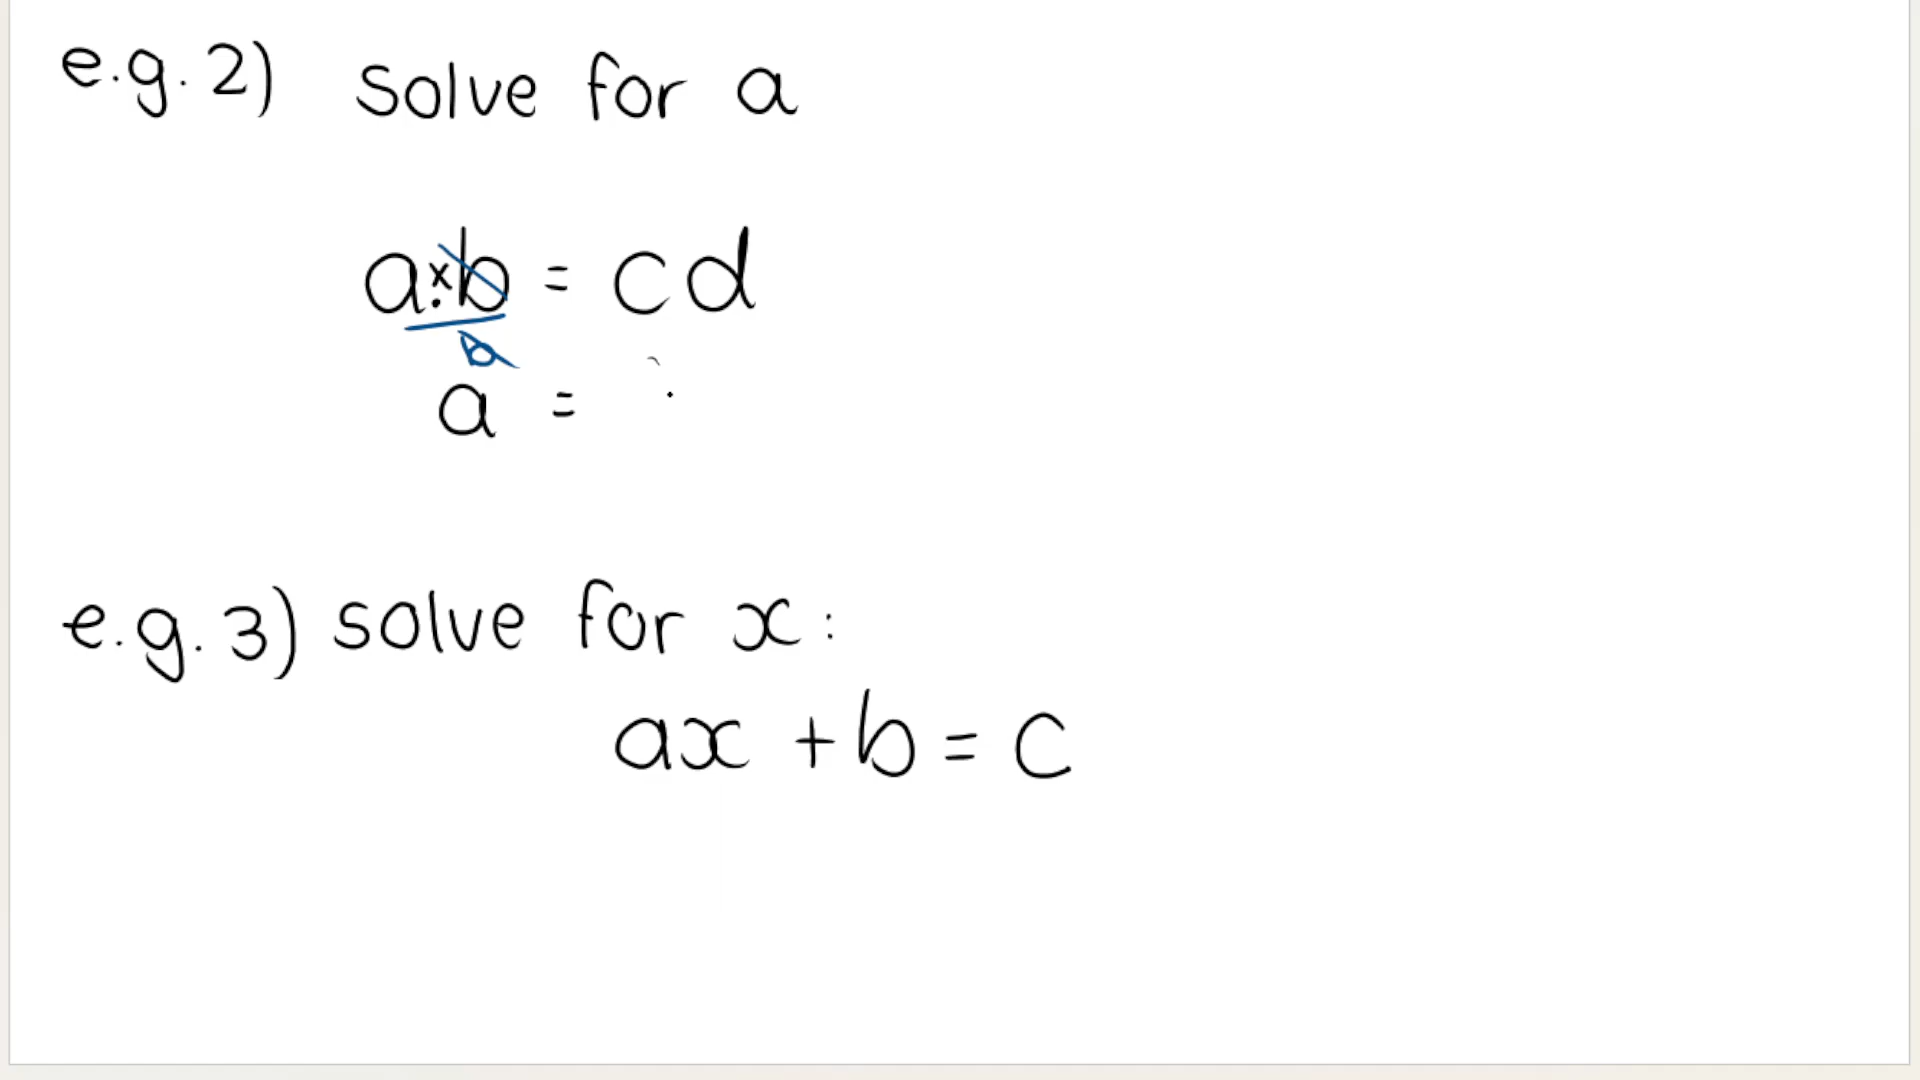 e.g. 2) solve for a
a×b = cd
b
a =
e.g. 3) solve for x:
ax + b = c